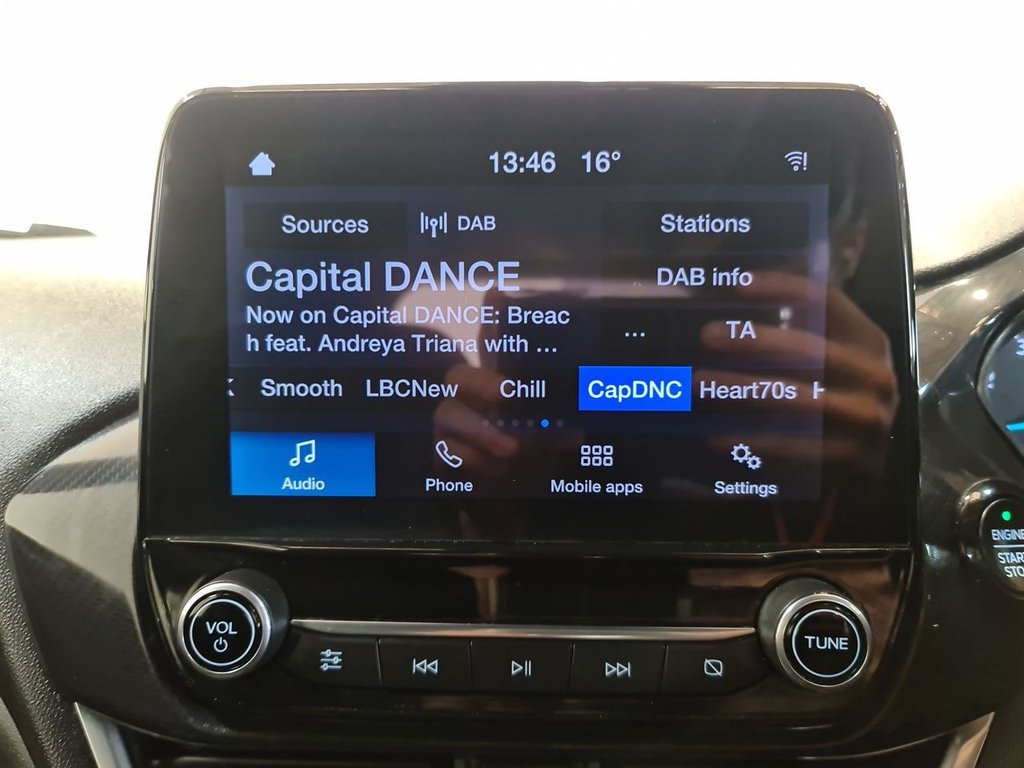 13:46 16°
Sources DAB Stations
Capital DANCE DAB info
Now on Capital DANCE: Breac
h feat. Andreya Triana with ...
... TA
Smooth LBCNew Chill CapDNC Heart70s H
Audio Phone Mobile apps Settings
VOL TUNE
ENGINE
START
STO